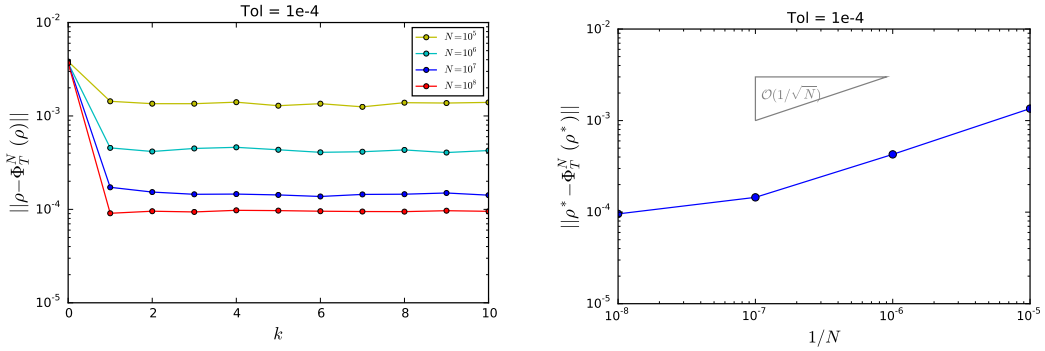 Tol = 1e-4
10^-2
10^-3
10^-4
10^-5
||ρ−Φ_T^N (ρ)||
N=10^5
N=10^6
N=10^7
N=10^8
0 2 4 6 8 10
k
Tol = 1e-4
10^-2
10^-3
10^-4
10^-5
||ρ*−Φ_T^N (ρ*)||
O(1/√N)
10^-8 10^-7 10^-6 10^-5
1/N